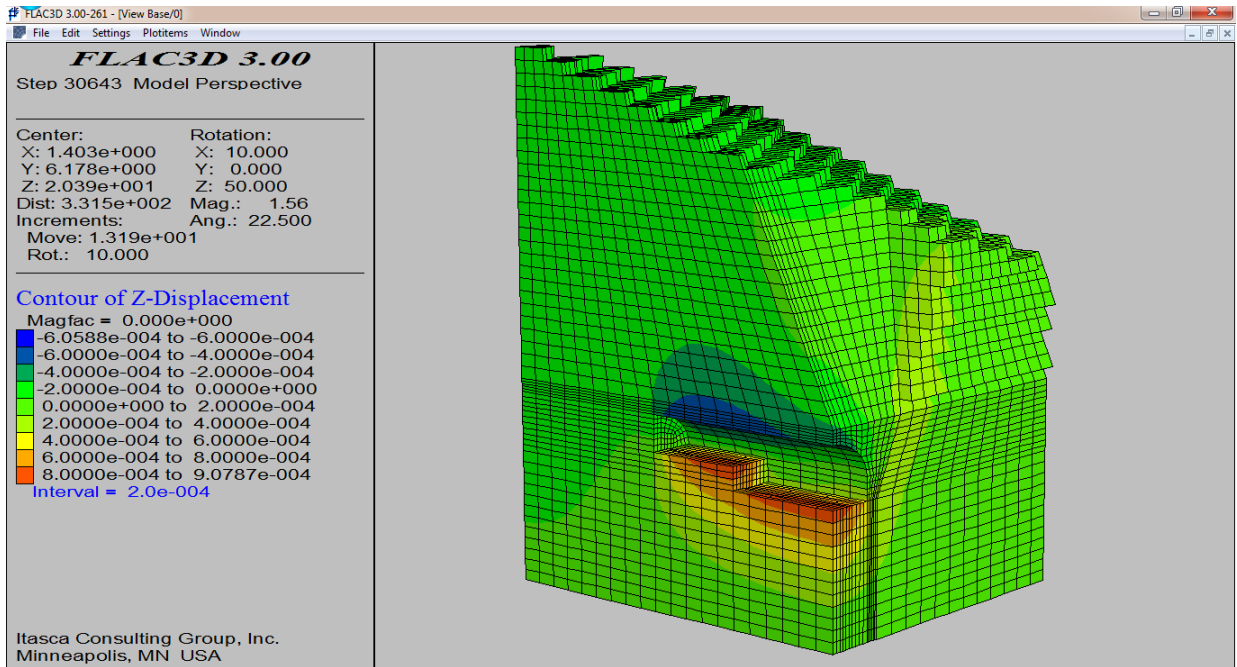 FLAC3D 3.00-261 - [View Base/0]
File Edit Settings Plotitems Window
FLAC3D 3.00
Step 30643 Model Perspective
Center: Rotation:
X: 1.403e+000 X: 10.000
Y: 6.178e+000 Y: 0.000
Z: 2.039e+001 Z: 50.000
Dist: 3.315e+002 Mag.: 1.56
Increments: Ang.: 22.500
Move: 1.319e+001
Rot.: 10.000
Contour of Z-Displacement
Magfac = 0.000e+000
-6.0588e-004 to -6.0000e-004
-6.0000e-004 to -4.0000e-004
-4.0000e-004 to -2.0000e-004
-2.0000e-004 to 0.0000e+000
0.0000e+000 to 2.0000e-004
2.0000e-004 to 4.0000e-004
4.0000e-004 to 6.0000e-004
6.0000e-004 to 8.0000e-004
8.0000e-004 to 9.0787e-004
Interval = 2.0e-004
Itasca Consulting Group, Inc.
Minneapolis, MN USA